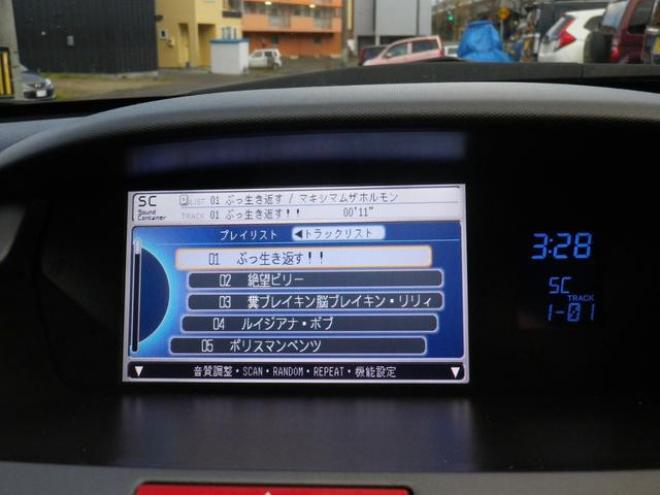 SC
Sound
Container
LIST 01 ぶっ生き返す / マキシマムザホルモン
TRACK 01 ぶっ生き返す!! 00'11"
プレイリスト ◀トラックリスト
01 ぶっ生き返す!!
02 絶望ビリー
03 糞ブレイキン脳ブレイキン・リリィ
04 ルイジアナ・ボブ
05 ポリスマンベンツ
▼ 音質調整・SCAN・RANDOM・REPEAT・機能設定 ▼
3:28
SC
TRACK
1-01